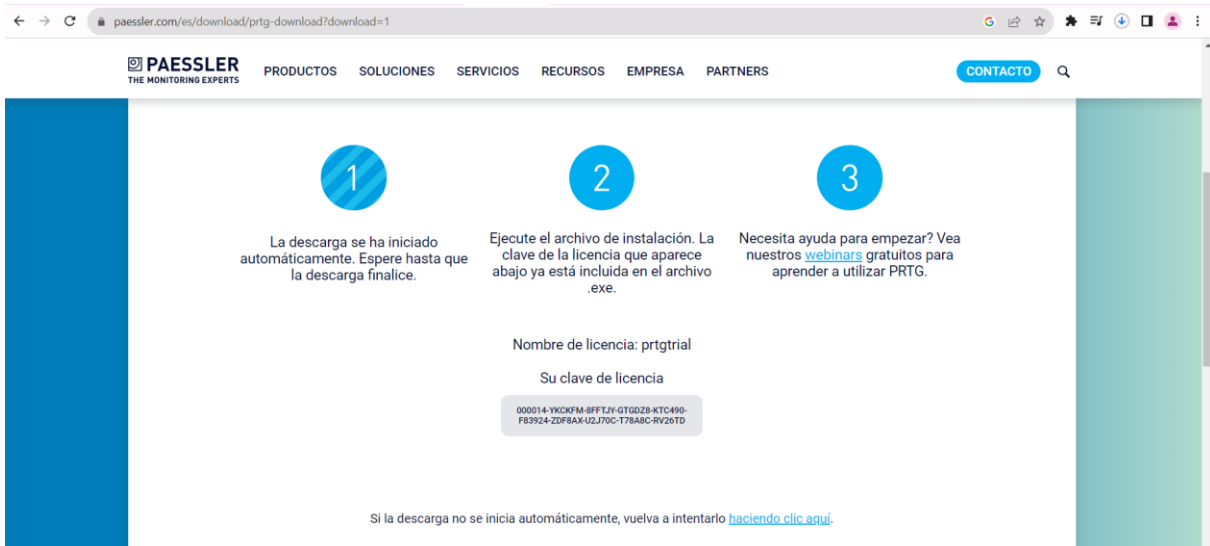 paessler.com/es/download/prtg-download?download=1
PAESSLER
THE MONITORING EXPERTS
PRODUCTOS SOLUCIONES SERVICIOS RECURSOS EMPRESA PARTNERS
CONTACTO
1
La descarga se ha iniciado
automáticamente. Espere hasta que
la descarga finalice.
2
Ejecute el archivo de instalación. La
clave de la licencia que aparece
abajo ya está incluida en el archivo
.exe.
3
Necesita ayuda para empezar? Vea
nuestros webinars gratuitos para
aprender a utilizar PRTG.
Nombre de licencia: prtgtrial
Su clave de licencia
000014-YKCKFM-8FFTJY-GTGDZ8-KTC490-
F83924-ZDF8AX-U2J70C-T78A8C-RV26TD
Si la descarga no se inicia automáticamente, vuelva a intentarlo haciendo clic aquí.